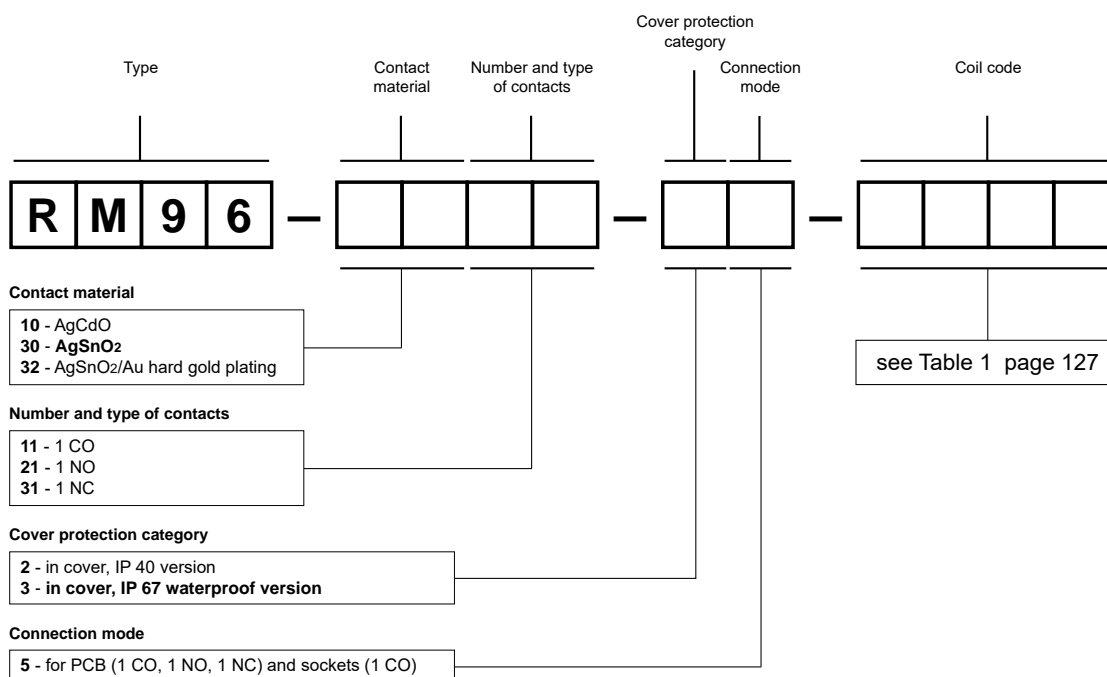 Cover protection
category
Type
Contact
material
Number and type
of contacts
Connection
mode
Coil code
R M 9 6 – – –
Contact material
10 - AgCdO
30 - AgSnO2
32 - AgSnO2/Au hard gold plating
see Table 1 page 127
Number and type of contacts
11 - 1 CO
21 - 1 NO
31 - 1 NC
Cover protection category
2 - in cover, IP 40 version
3 - in cover, IP 67 waterproof version
Connection mode
5 - for PCB (1 CO, 1 NO, 1 NC) and sockets (1 CO)